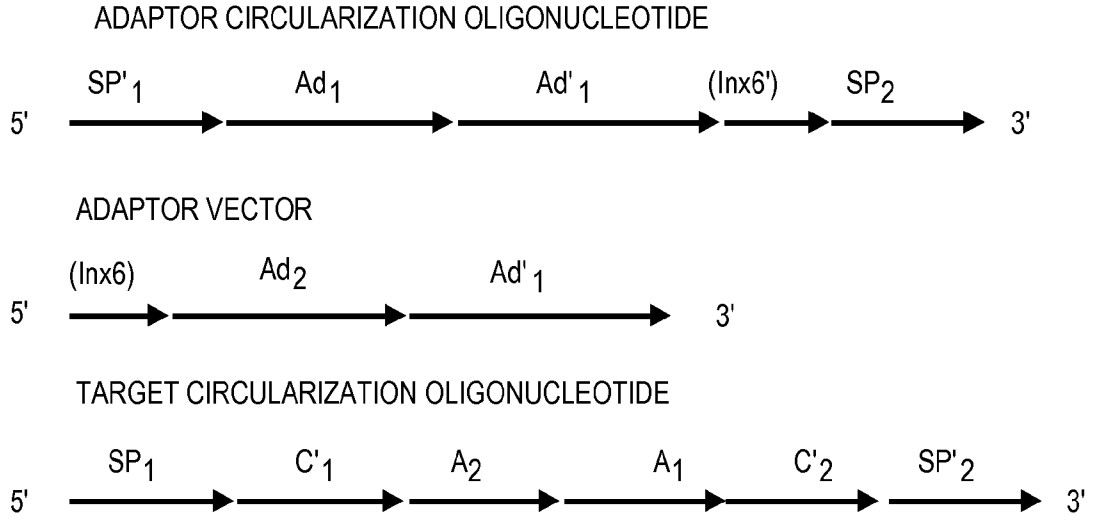 ADAPTOR CIRCULARIZATION OLIGONUCLEOTIDE
SP'1 Ad1 Ad'1 (Inx6') SP2
5' 3'
ADAPTOR VECTOR
(Inx6) Ad2 Ad'1
5' 3'
TARGET CIRCULARIZATION OLIGONUCLEOTIDE
SP1 C'1 A2 A1 C'2 SP'2
5' 3'